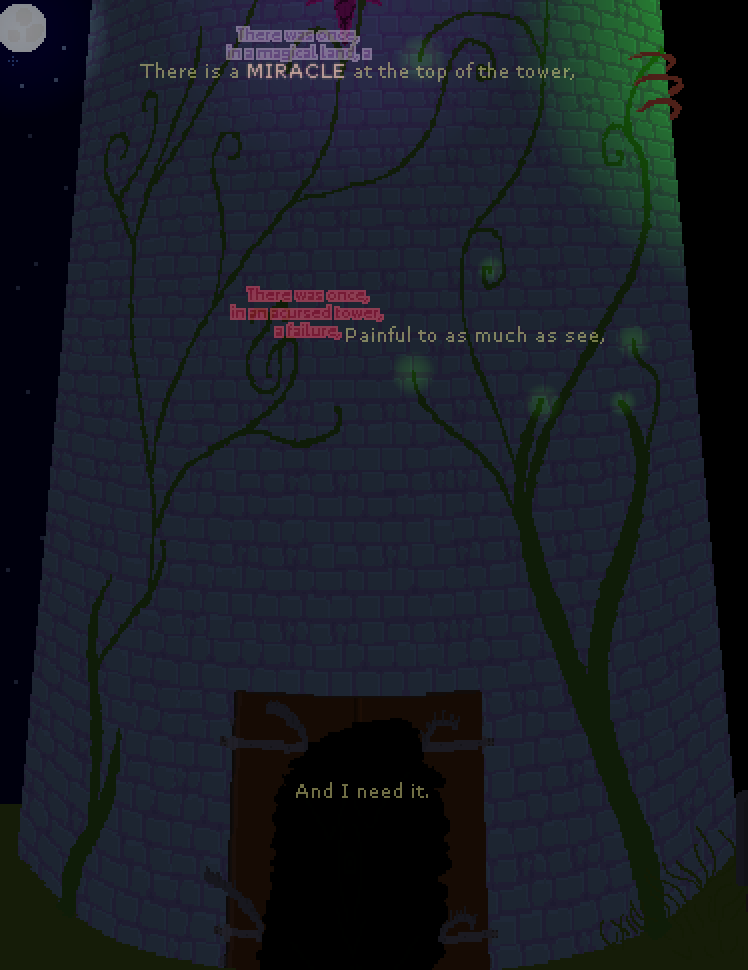 There was once,
in a magical land, a
There is a MIRACLE at the top of the tower,
There was once,
in an acursed tower,
a failure,
Painful to as much as see,
And I need it.